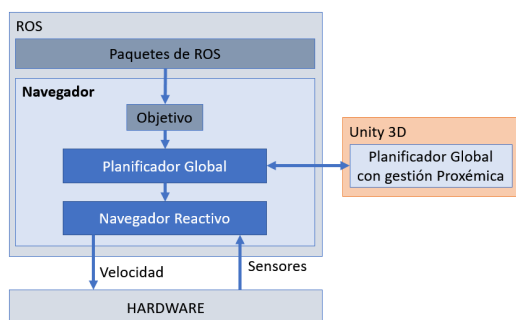 ROS
Paquetes de ROS
Navegador
Objetivo
Planificador Global
Navegador Reactivo
Unity 3D
Planificador Global
con gestión Proxémica
Velocidad
Sensores
HARDWARE